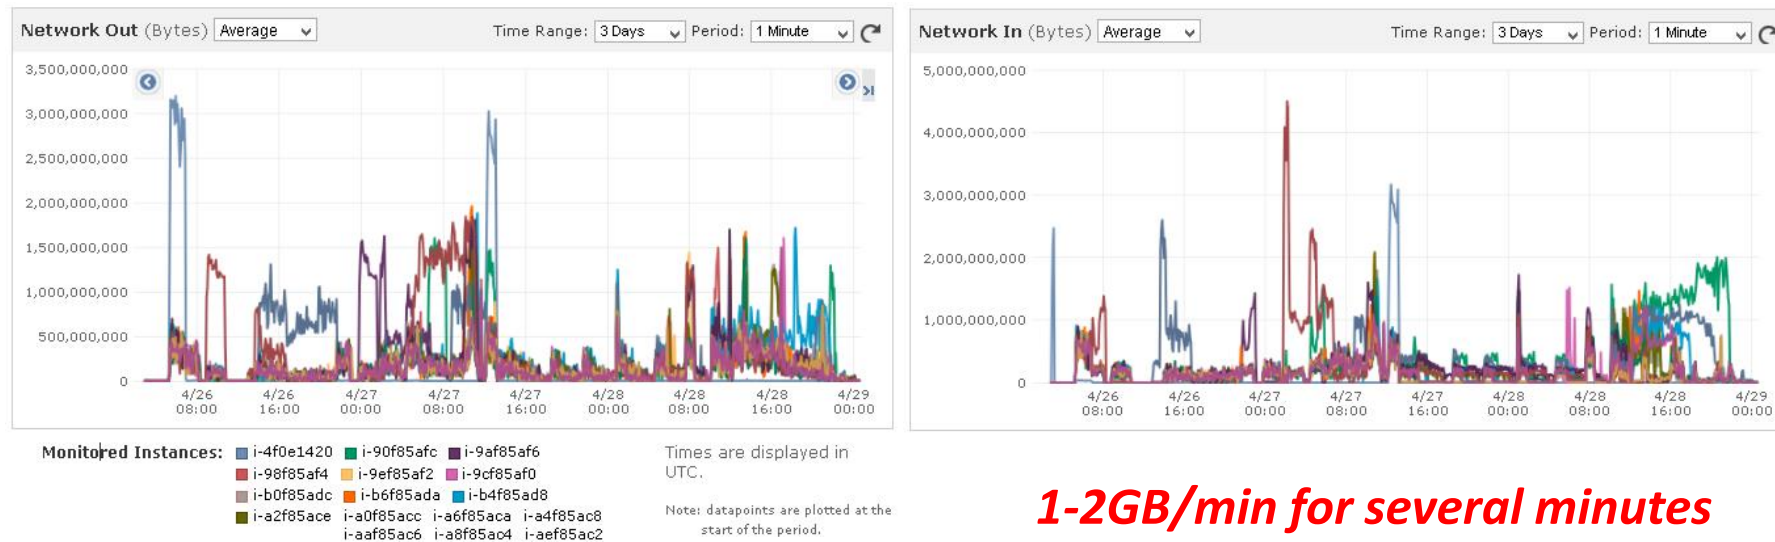 Network Out (Bytes) Average Time Range: 3 Days Period: 1 Minute
3,500,000,000
3,000,000,000
2,500,000,000
2,000,000,000
1,500,000,000
1,000,000,000
500,000,000
0
4/26 4/26 4/27 4/27 4/27 4/28 4/28 4/28 4/29
08:00 16:00 00:00 08:00 16:00 00:00 08:00 16:00 00:00
Monitored Instances: i-4f0e1420 i-90f85afc i-9af85af6
i-98f85af4 i-9ef85af2 i-9cf85af0
i-b0f85adc i-b6f85ada i-b4f85ad8
i-a2f85ace i-a0f85acc i-a6f85aca i-a4f85ac8
i-aaf85ac6 i-a8f85ac4 i-aef85ac2
Times are displayed in
UTC.
Note: datapoints are plotted at the
start of the period.
Network In (Bytes) Average Time Range: 3 Days Period: 1 Minute
5,000,000,000
4,000,000,000
3,000,000,000
2,000,000,000
1,000,000,000
0
4/26 4/26 4/27 4/27 4/27 4/28 4/28 4/28 4/29
08:00 16:00 00:00 08:00 16:00 00:00 08:00 16:00 00:00
1-2GB/min for several minutes